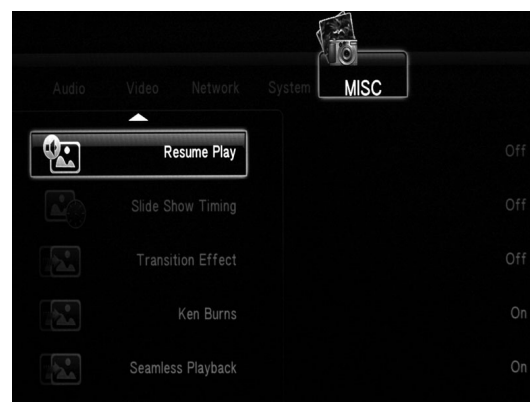 Audio Video Network System MISC
Resume Play Off
Slide Show Timing Off
Transition Effect Off
Ken Burns On
Seamless Playback On